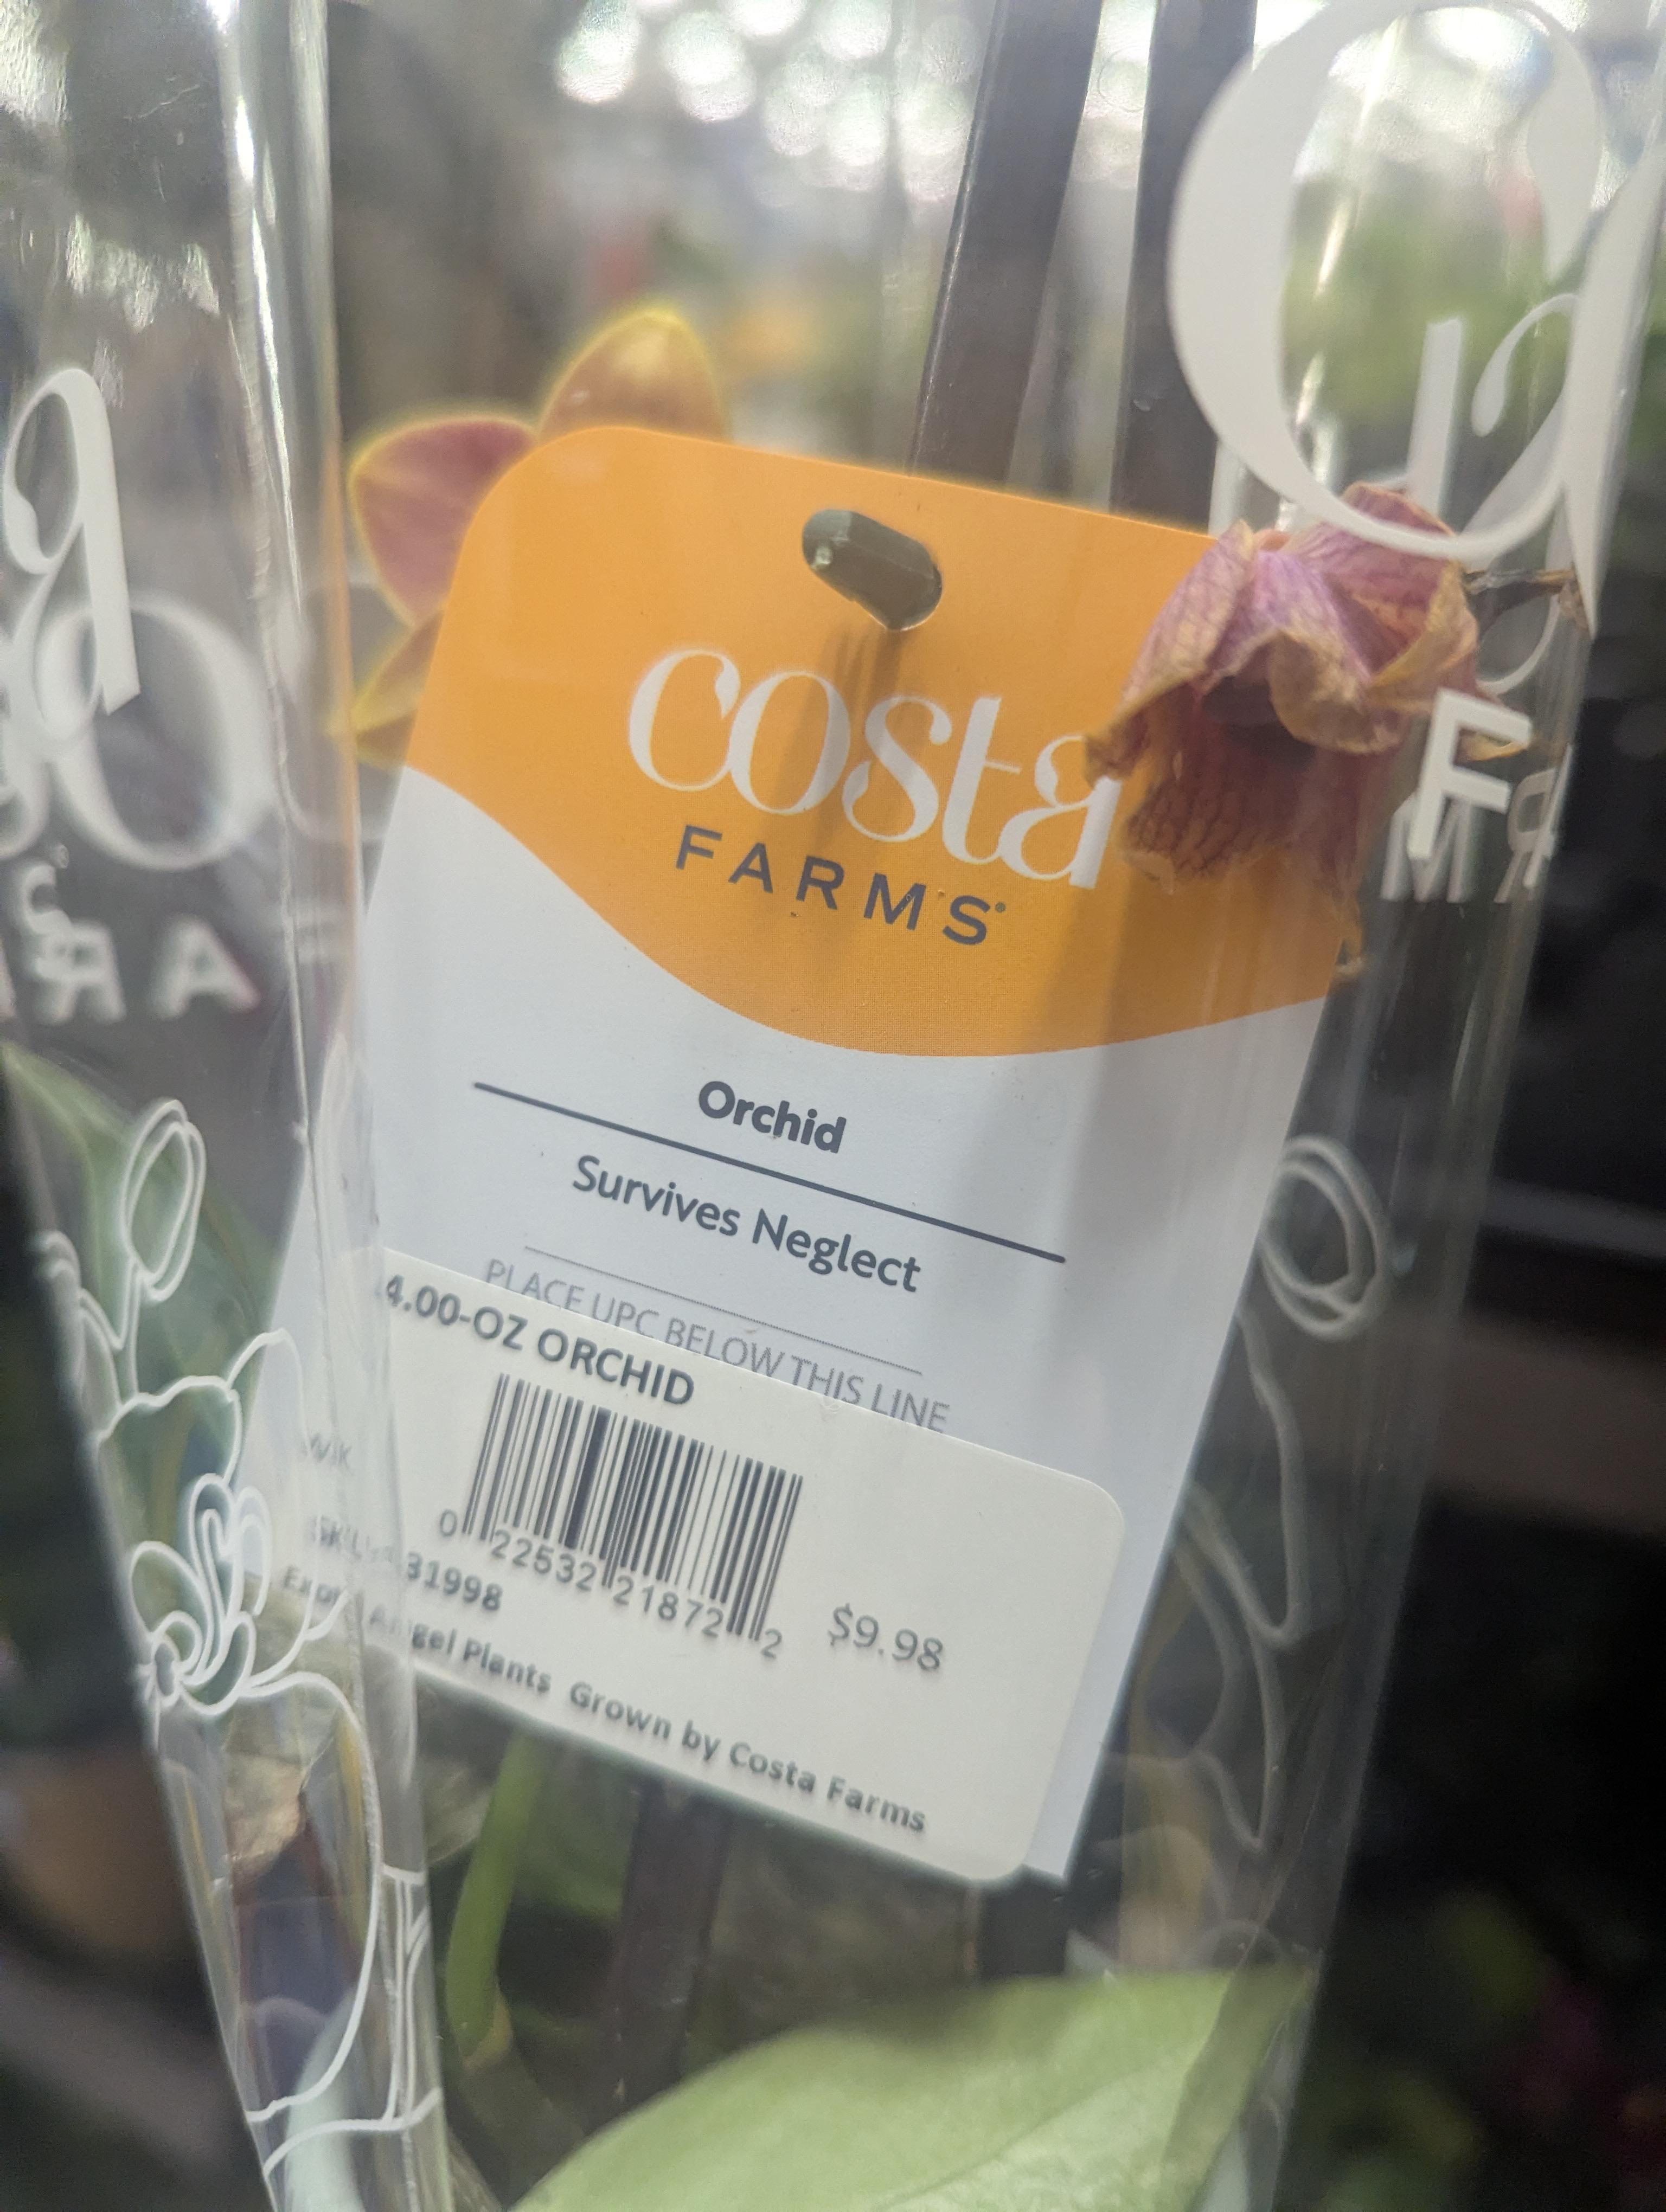 costa
FARMS
Orchid
Survives Neglect
PLACE UPC BELOW THIS LINE
4.00-OZ ORCHID
0 22532 21872 2
$9.98
31998
Angel Plants Grown by Costa Farms
F